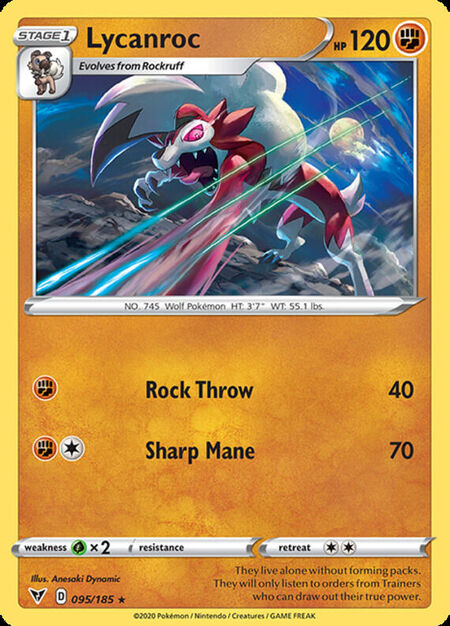 STAGE 1
Lycanroc
HP 120
Evolves from Rockruff
NO. 745 Wolf Pokémon HT: 3'7" WT: 55.1 lbs.
Rock Throw 40
Sharp Mane 70
weakness ×2 resistance retreat
Illus. Anesaki Dynamic
They live alone without forming packs.
They will only listen to orders from Trainers
who can draw out their true power.
D 095/185 ★
©2020 Pokémon / Nintendo / Creatures / GAME FREAK